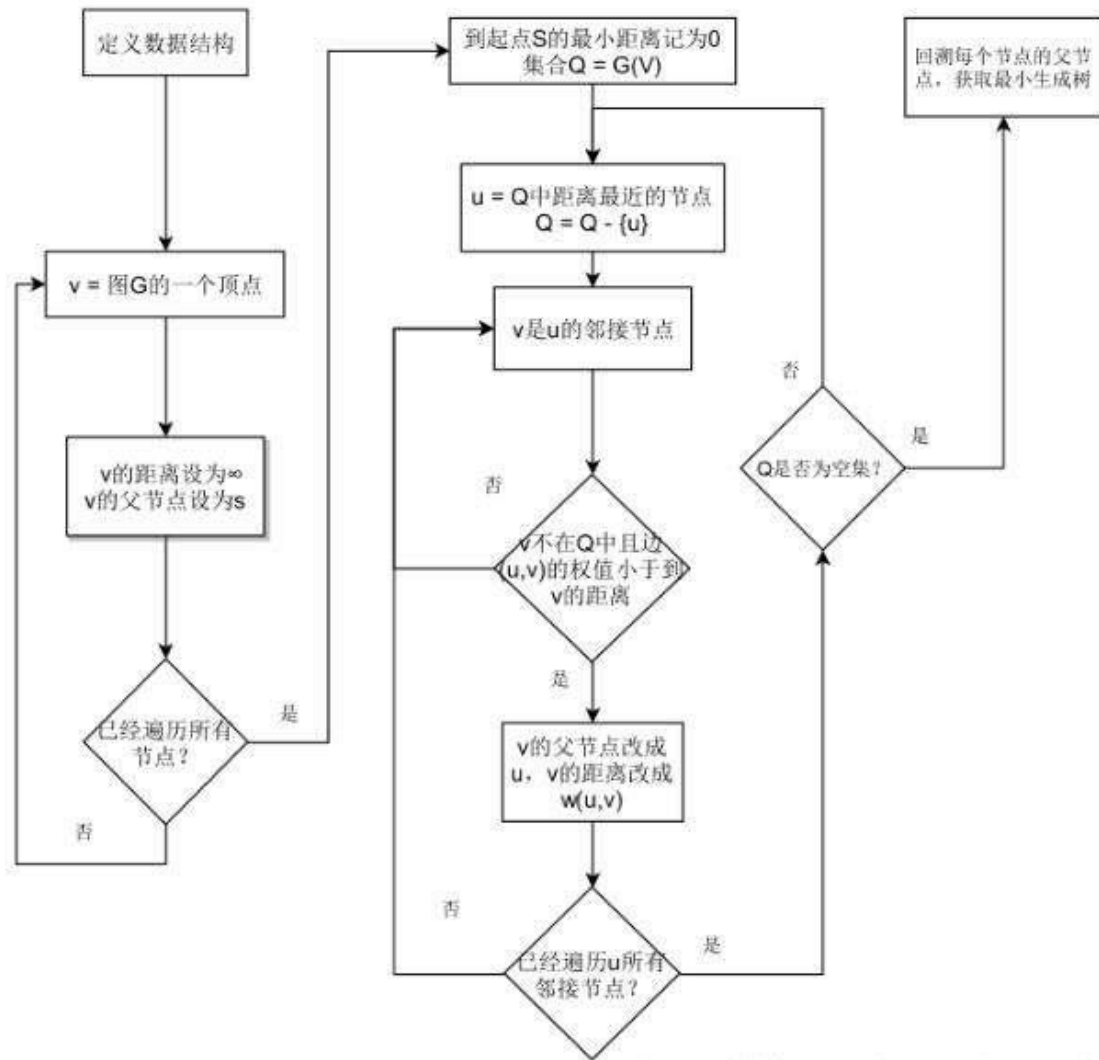 定义数据结构
v = 图G的一个顶点
v的距离设为∞
v的父节点设为s
已经遍历所有
节点？
是
否
到起点S的最小距离记为0
集合Q = G(V)
u = Q中距离最近的节点
Q = Q - {u}
v是u的邻接节点
否
v不在Q中且边
(u,v)的权值小于到
v的距离
是
v的父节点改成
u，v的距离改成
w(u,v)
否
已经遍历u所有
邻接节点？
是
否
Q是否为空集？
是
回溯每个节点的父节
点，获取最小生成树